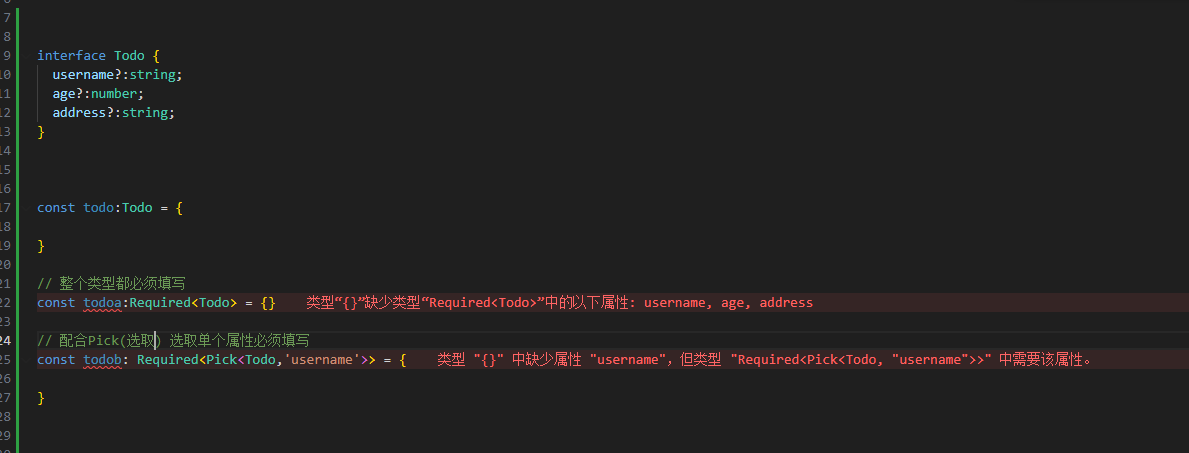 7
8
9 interface Todo {
10 username?:string;
11 age?:number;
12 address?:string;
13 }
14
15
16
17 const todo:Todo = {
18
19 }
20
21 // 整个类型都必须填写
22 const todoa:Required<Todo> = {} 类型“{}”缺少类型“Required<Todo>”中的以下属性: username, age, address
23
24 // 配合Pick(选取) 选取单个属性必须填写
25 const todob: Required<Pick<Todo,'username'>> = { 类型 "{}" 中缺少属性 "username"，但类型 "Required<Pick<Todo, "username">>" 中需要该属性。
26
27 }
28
29